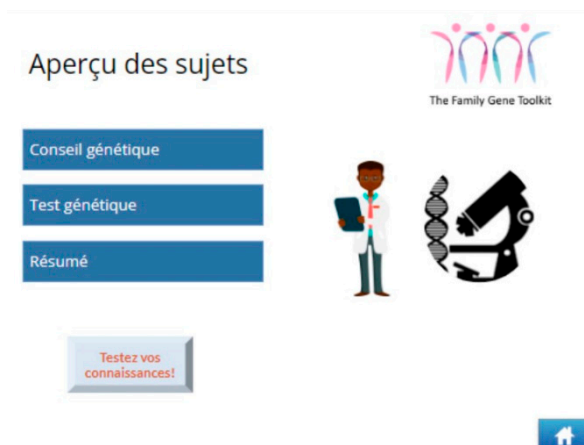 Aperçu des sujets
The Family Gene Toolkit
Conseil génétique
Test génétique
Résumé
Testez vos
connaissances!